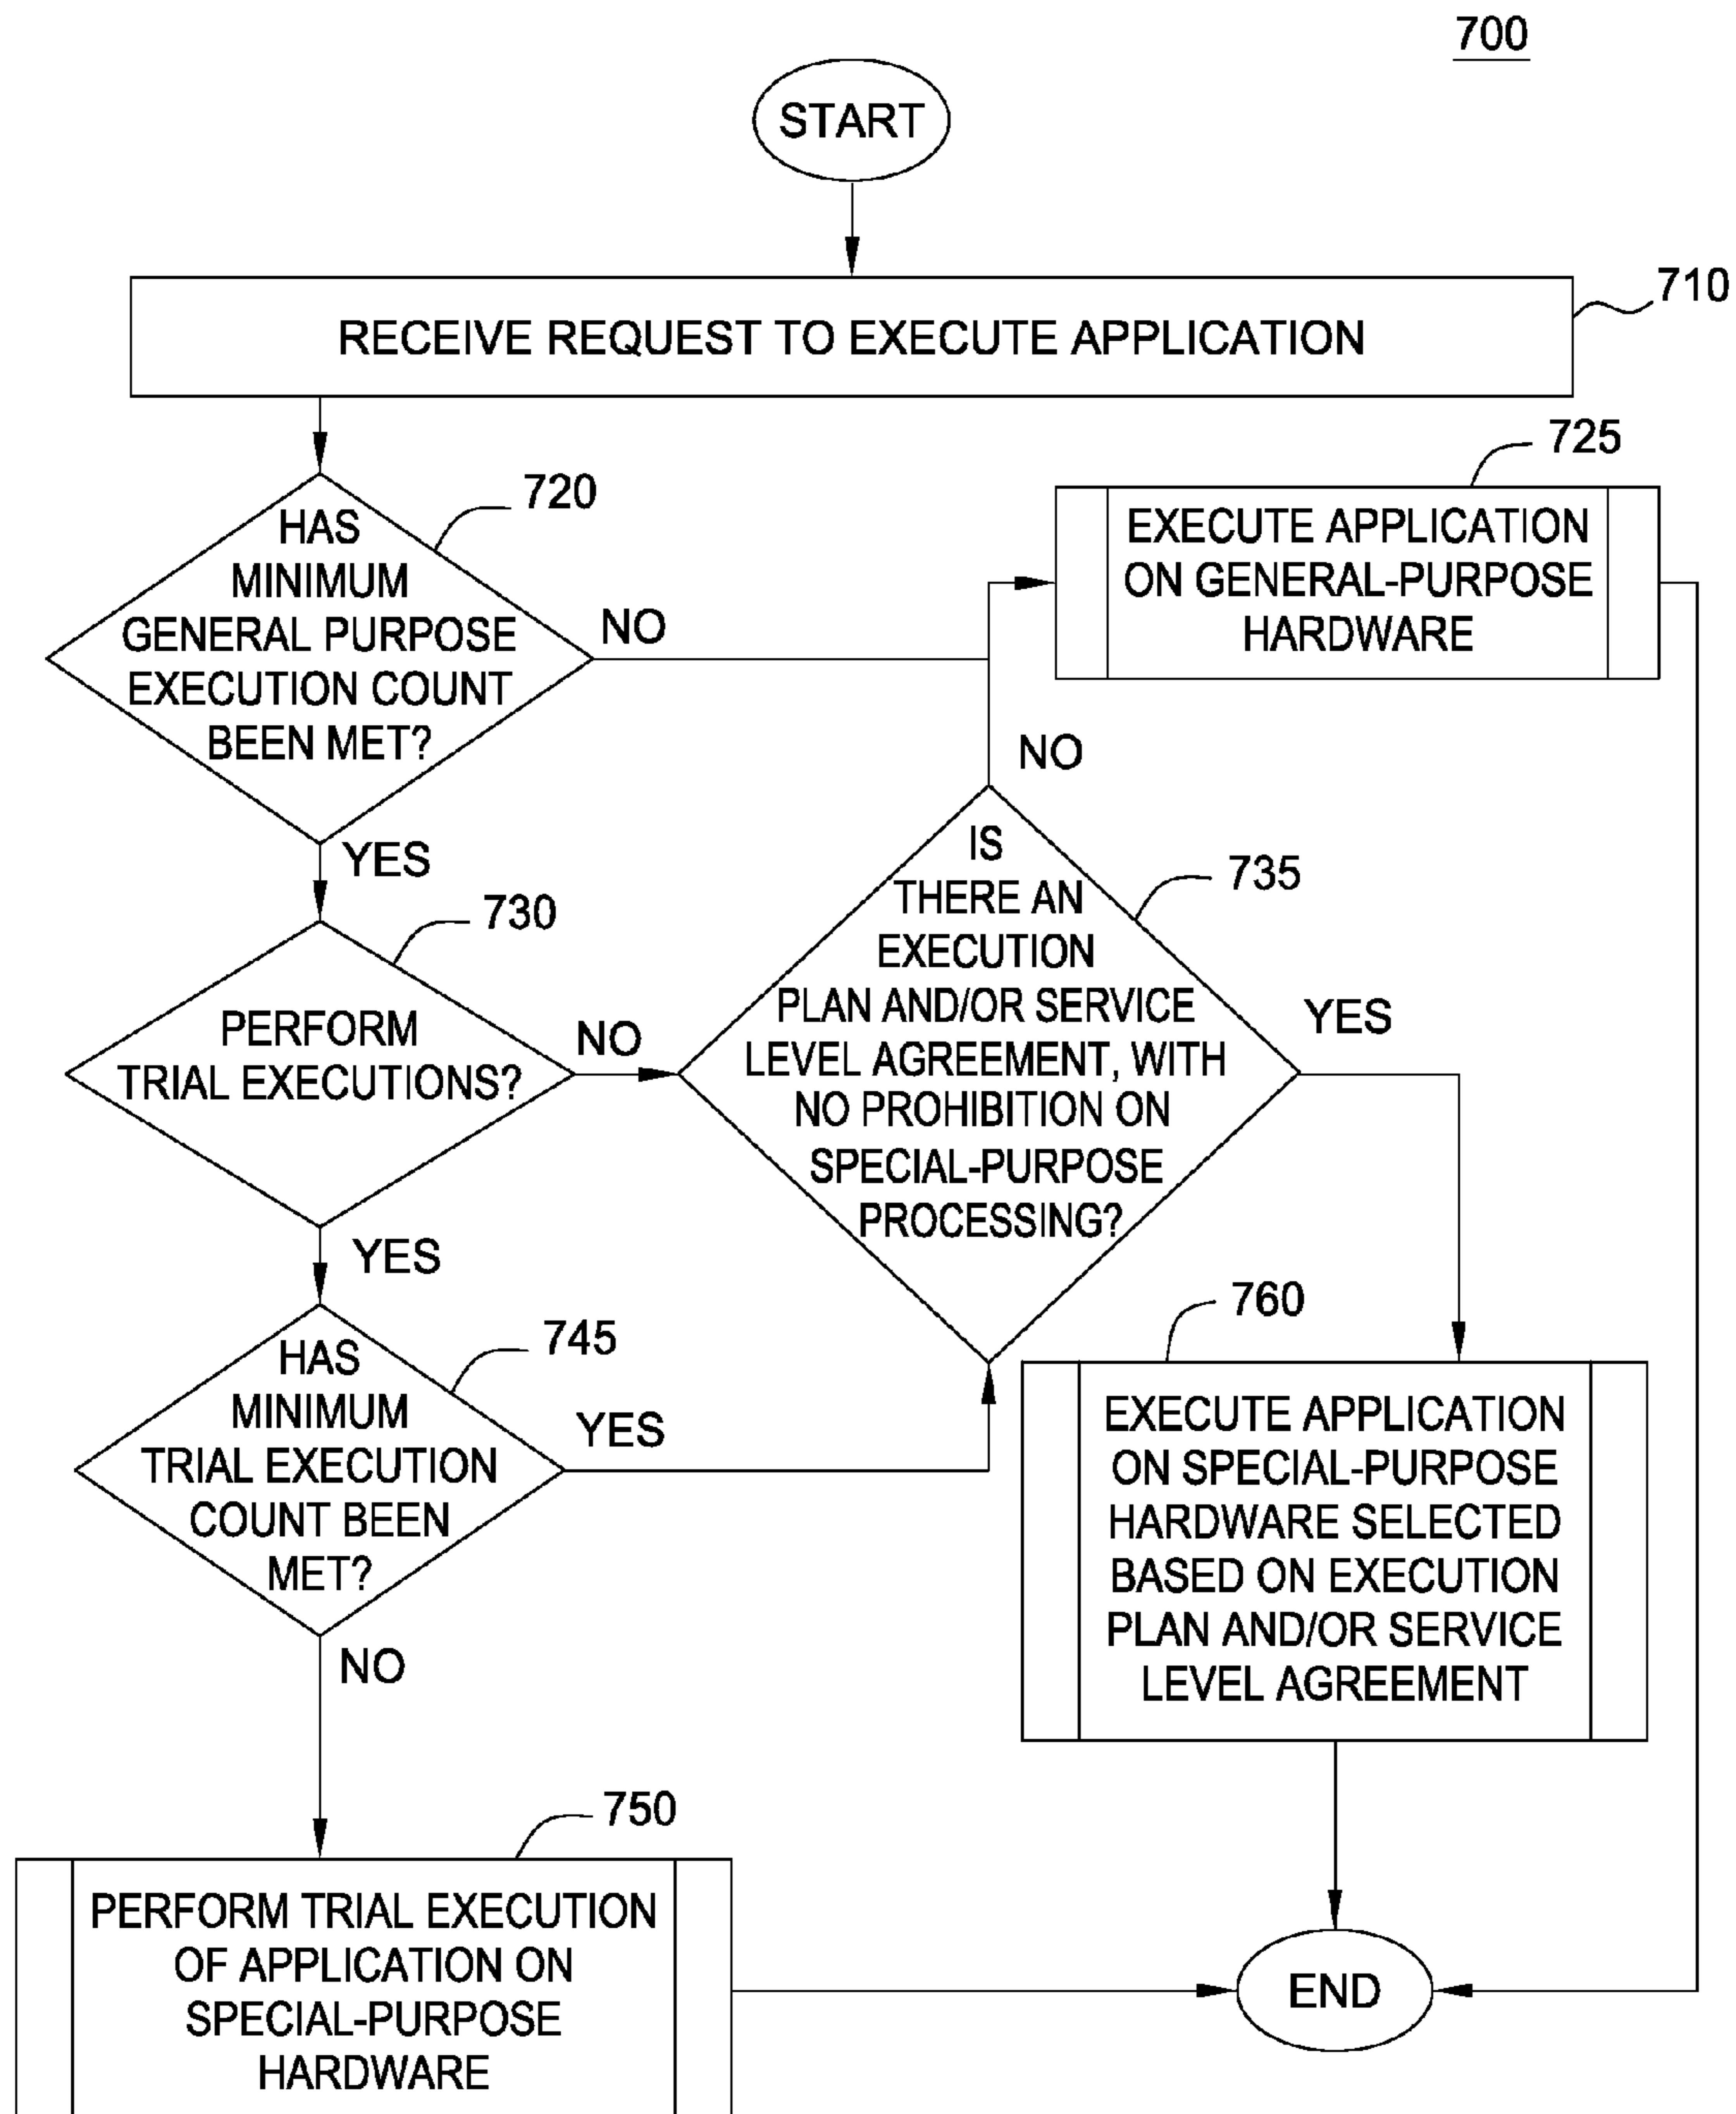 700
START
RECEIVE REQUEST TO EXECUTE APPLICATION
710
HAS
MINIMUM
GENERAL PURPOSE
EXECUTION COUNT
BEEN MET?
720
NO
EXECUTE APPLICATION
ON GENERAL-PURPOSE
HARDWARE
725
YES
PERFORM
TRIAL EXECUTIONS?
730
NO
IS
THERE AN
EXECUTION
PLAN AND/OR SERVICE
LEVEL AGREEMENT, WITH
NO PROHIBITION ON
SPECIAL-PURPOSE
PROCESSING?
735
NO
YES
YES
HAS
MINIMUM
TRIAL EXECUTION
COUNT BEEN
MET?
745
YES
EXECUTE APPLICATION
ON SPECIAL-PURPOSE
HARDWARE SELECTED
BASED ON EXECUTION
PLAN AND/OR SERVICE
LEVEL AGREEMENT
760
NO
PERFORM TRIAL EXECUTION
OF APPLICATION ON
SPECIAL-PURPOSE
HARDWARE
750
END